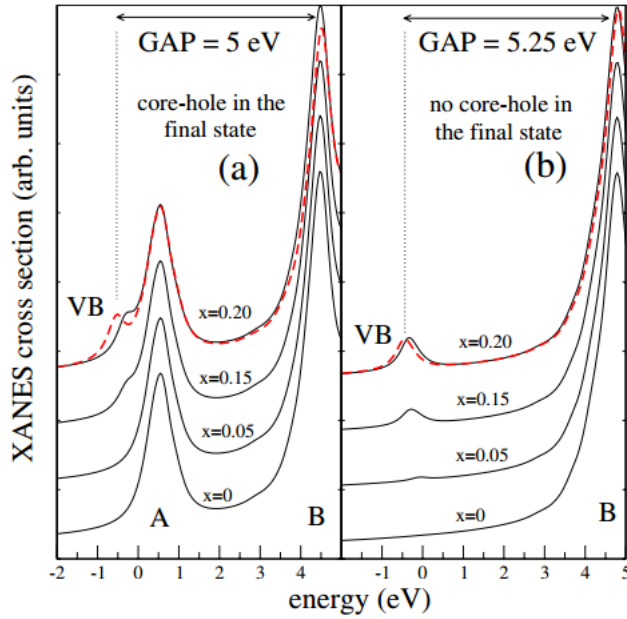 GAP = 5 eV
core-hole in the
final state
(a)
VB
x=0.20
x=0.15
x=0.05
x=0
A
B
GAP = 5.25 eV
no core-hole in
the final state
(b)
VB
x=0.20
x=0.15
x=0.05
x=0
B
XANES cross section (arb. units)
-2 -1 0 1 2 3 4 -1 0 1 2 3 4 5
energy (eV)